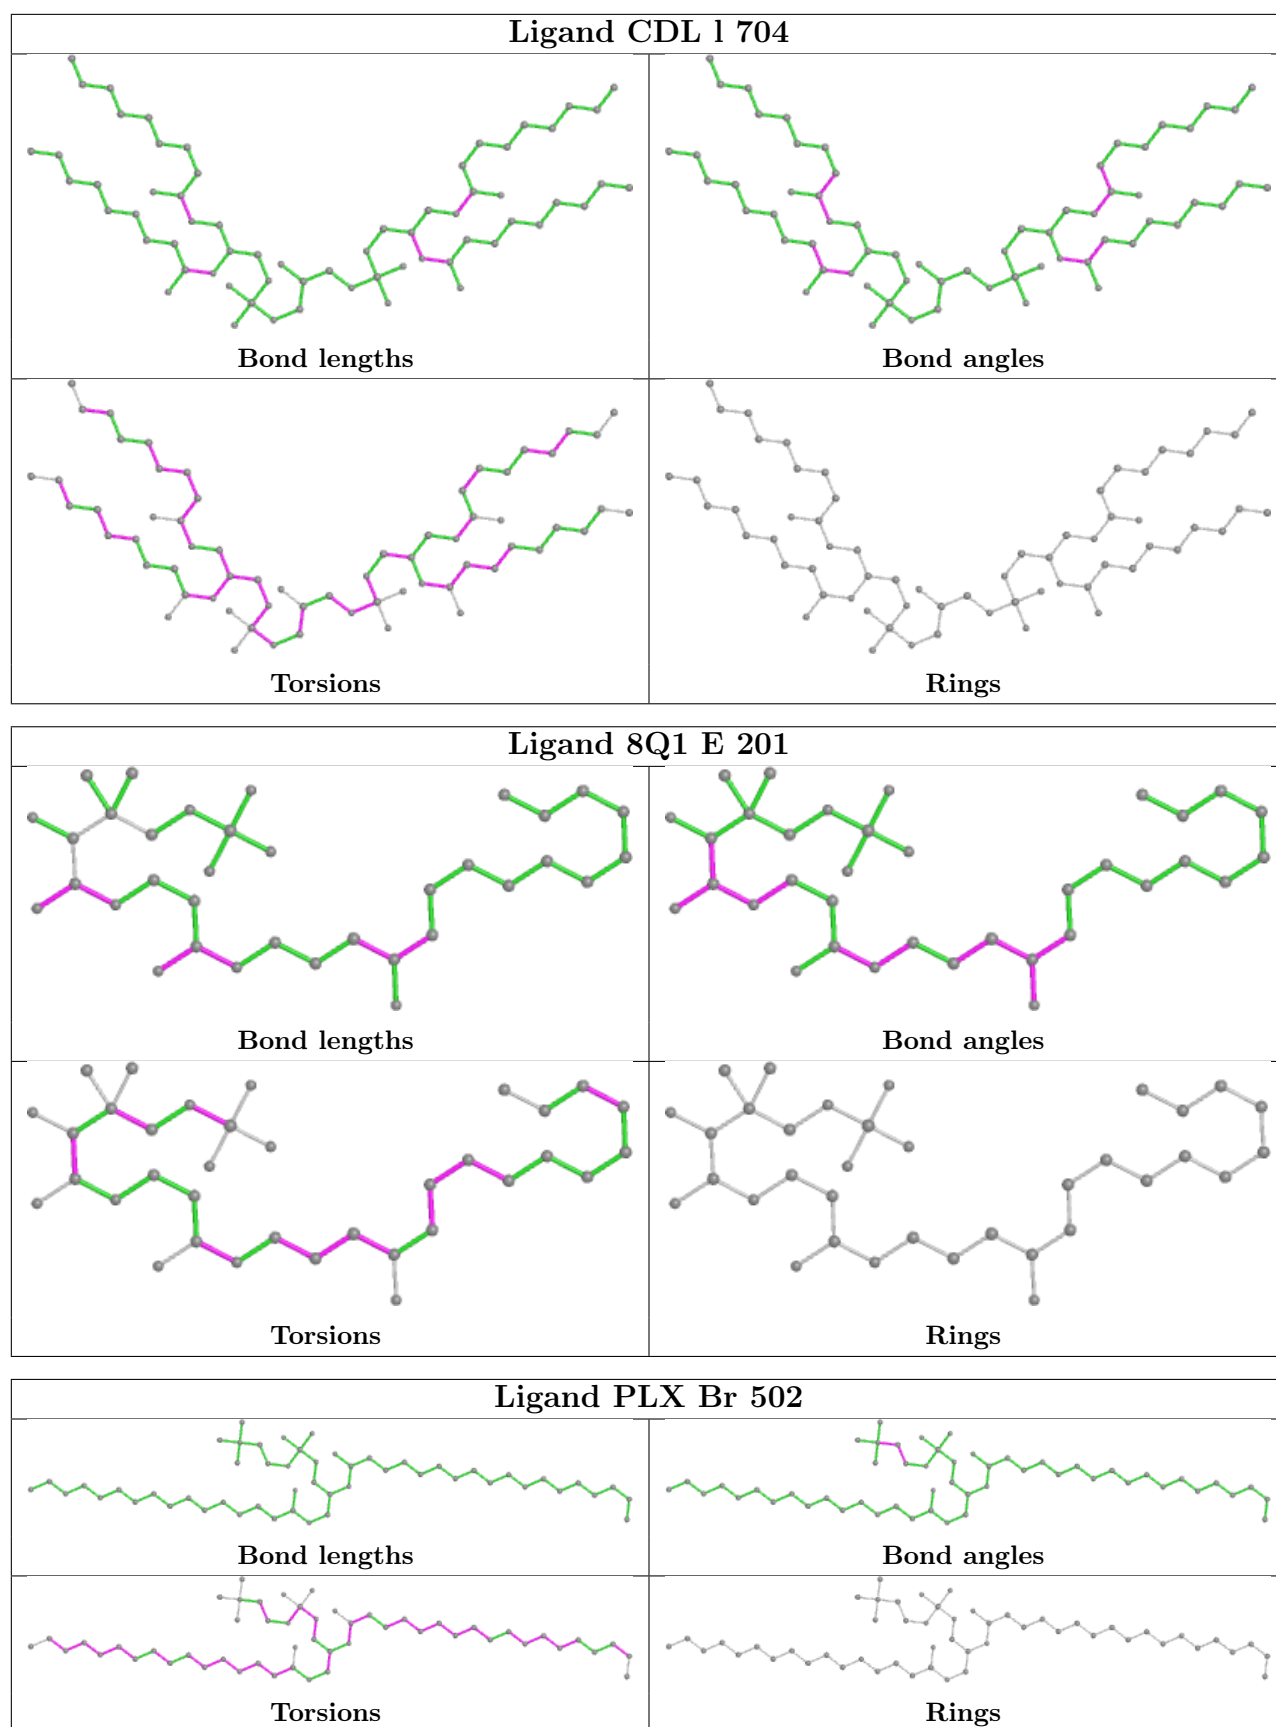 Ligand CDL l 704
Bond lengths
Bond angles
Torsions
Rings
Ligand 8Q1 E 201
Bond lengths
Bond angles
Torsions
Rings
Ligand PLX Br 502
Bond lengths
Bond angles
Torsions
Rings